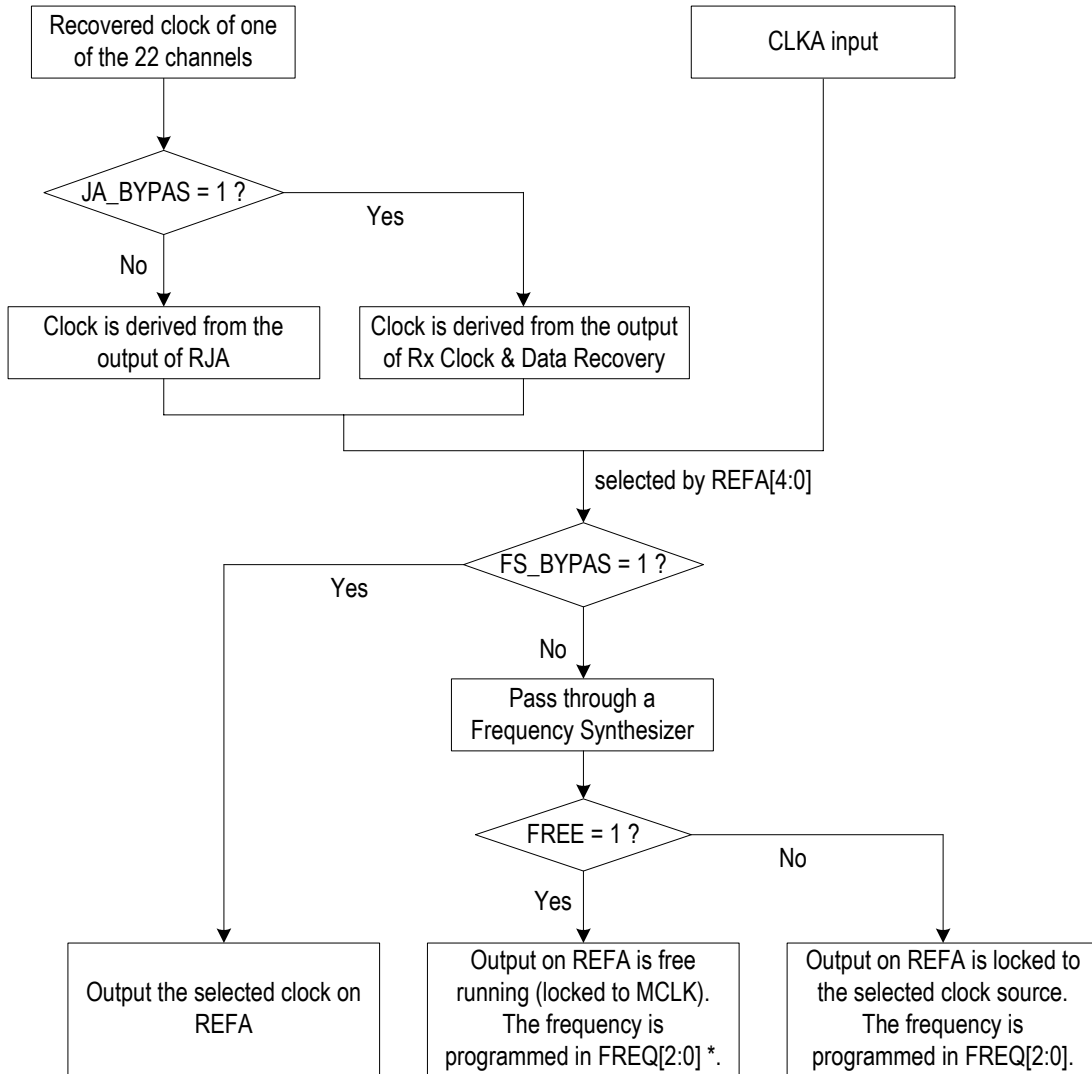 Recovered clock of one
of the 22 channels
CLKA input
JA_BYPAS = 1 ?
Yes
No
Clock is derived from the
output of RJA
Clock is derived from the output
of Rx Clock & Data Recovery
selected by REFA[4:0]
FS_BYPAS = 1 ?
Yes
No
Pass through a
Frequency Synthesizer
FREE = 1 ?
No
Yes
Output the selected clock on
REFA
Output on REFA is free
running (locked to MCLK).
The frequency is
programmed in FREQ[2:0] *.
Output on REFA is locked to
the selected clock source.
The frequency is
programmed in FREQ[2:0].